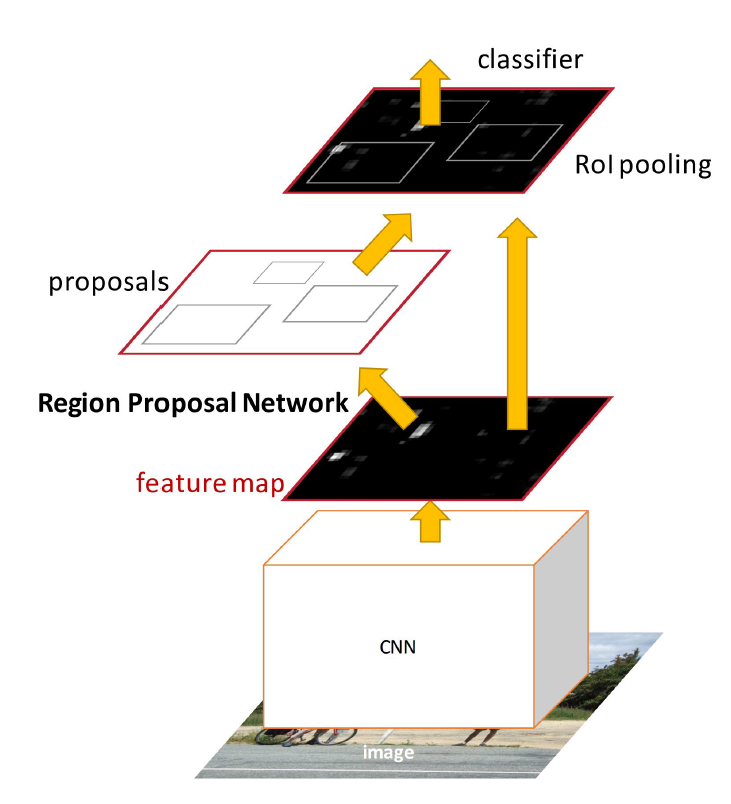 classifier
RoI pooling
proposals
Region Proposal Network
feature map
CNN
image